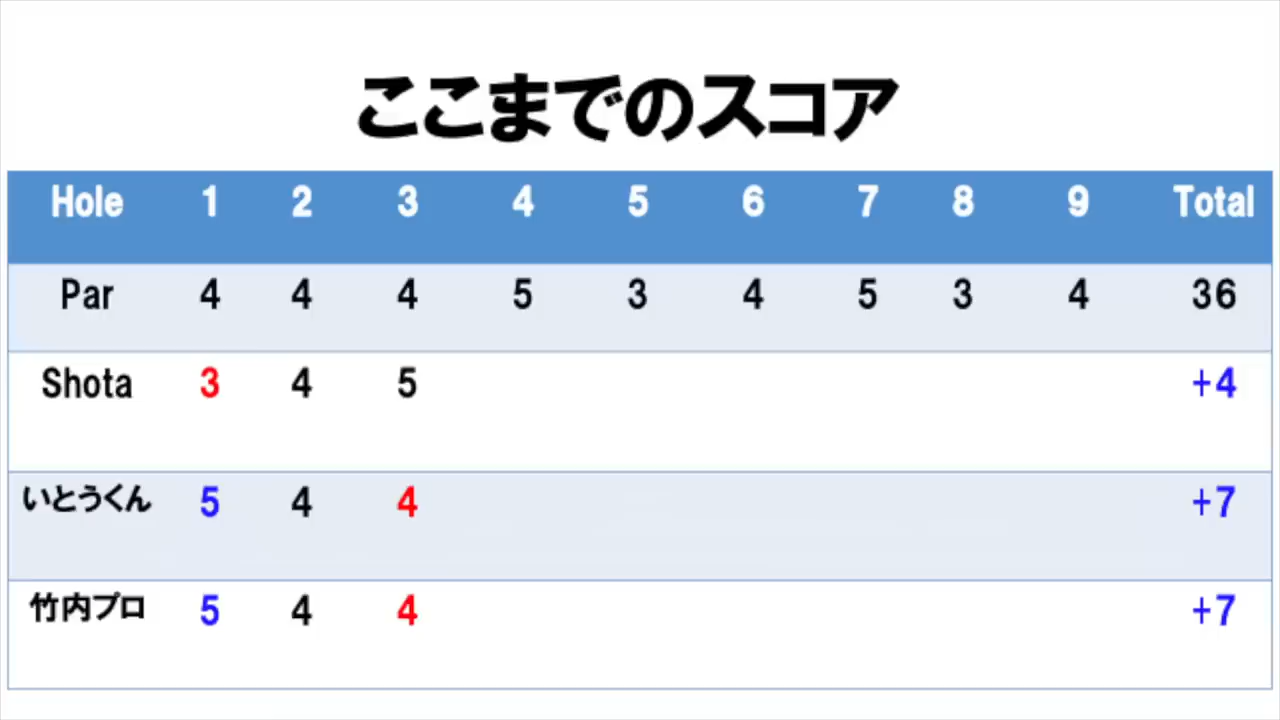 ここまでのスコア
Hole 1 2 3 4 5 6 7 8 9 Total
Par 4 4 4 5 3 4 5 3 4 36
Shota 3 4 5 +4
いとうくん 5 4 4 +7
竹内プロ 5 4 4 +7